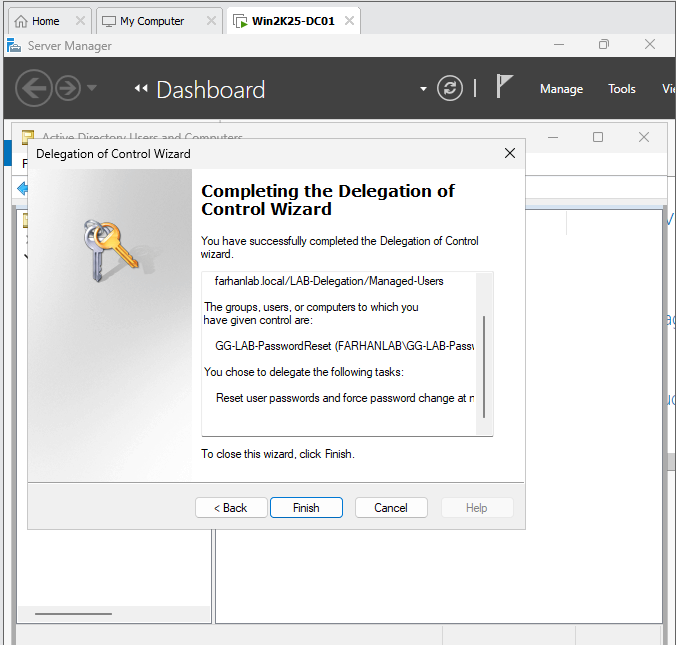 Home
My Computer
Win2K25-DC01
Server Manager
Dashboard
Manage
Tools
Active Directory Users and Computers
Delegation of Control Wizard
Completing the Delegation of
Control Wizard
You have successfully completed the Delegation of Control
wizard.
farhanlab.local/LAB-Delegation/Managed-Users
The groups, users, or computers to which you
have given control are:
GG-LAB-PasswordReset (FARHANLAB\GG-LAB-Passw
You chose to delegate the following tasks:
Reset user passwords and force password change at n
To close this wizard, click Finish.
< Back
Finish
Cancel
Help